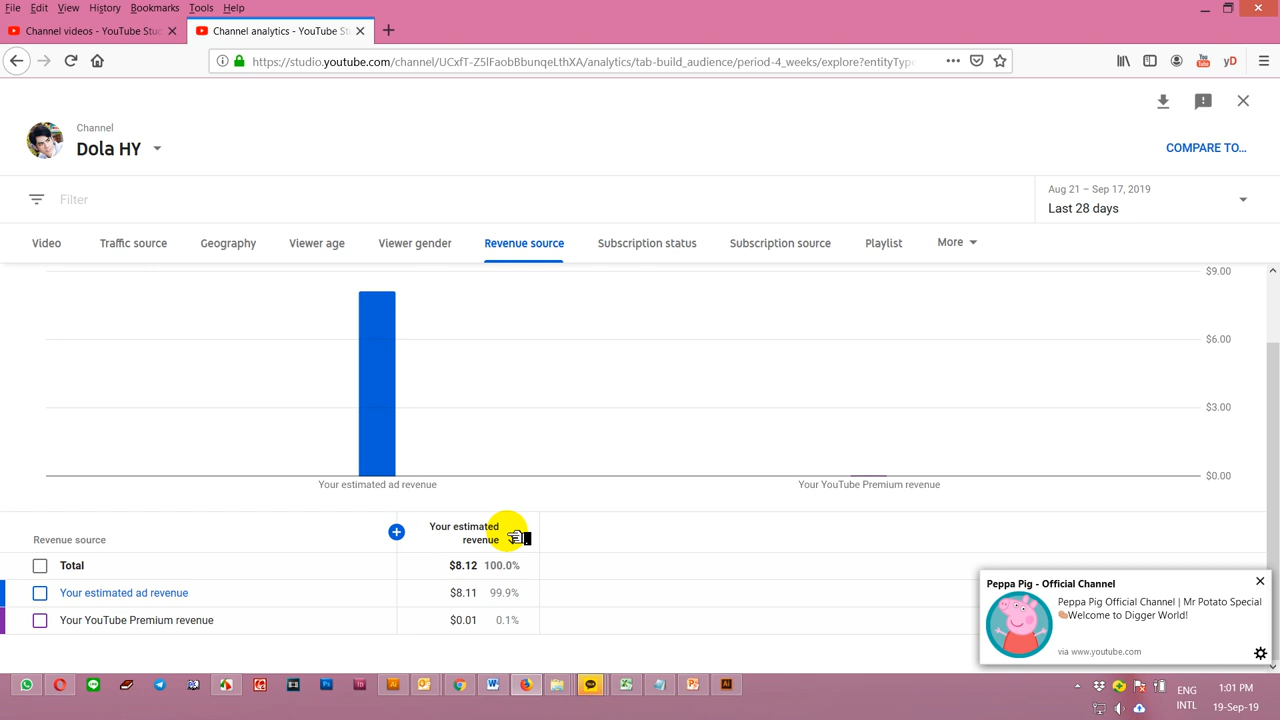 File Edit View History Bookmarks Tools Help
Channel videos - YouTube Stud
Channel analytics - YouTube St
https://studio.youtube.com/channel/UCxfT-Z5lFaobBbunqeLthXA/analytics/tab-build_audience/period-4_weeks/explore?entityType
Channel
Dola HY
COMPARE TO...
Filter
Aug 21 – Sep 17, 2019
Last 28 days
Video Traffic source Geography Viewer age Viewer gender Revenue source Subscription status Subscription source Playlist More
$9.00
$6.00
$3.00
$0.00
Your estimated ad revenue Your YouTube Premium revenue
Revenue source
Your estimated
revenue
Total $8.12 100.0%
Your estimated ad revenue $8.11 99.9%
Your YouTube Premium revenue $0.01 0.1%
Peppa Pig - Official Channel
Peppa Pig Official Channel | Mr Potato Special
Welcome to Digger World!
via www.youtube.com
ENG
INTL
1:01 PM
19-Sep-19